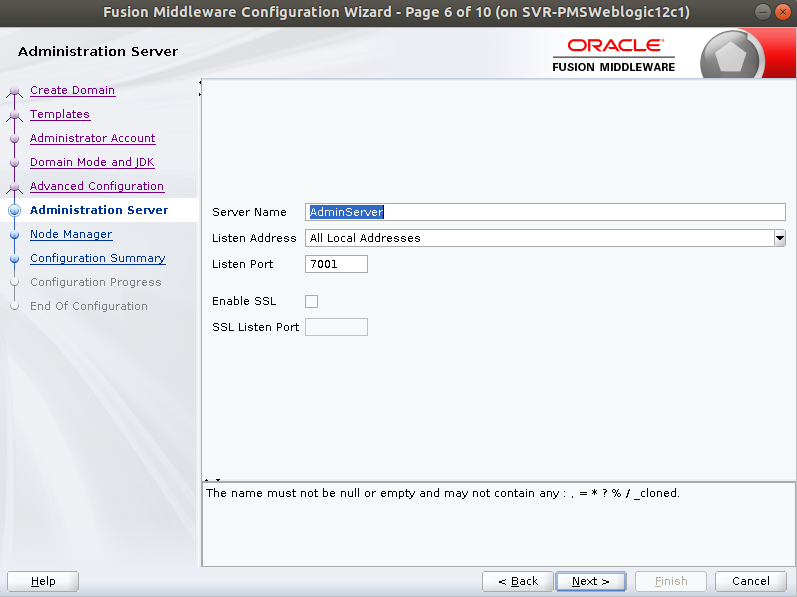 Fusion Middleware Configuration Wizard - Page 6 of 10 (on SVR-PMSWeblogic12c1)
Administration Server
ORACLE®
FUSION MIDDLEWARE
Create Domain
Templates
Administrator Account
Domain Mode and JDK
Advanced Configuration
Administration Server
Node Manager
Configuration Summary
Configuration Progress
End Of Configuration
Server Name AdminServer
Listen Address All Local Addresses
Listen Port 7001
Enable SSL
SSL Listen Port
The name must not be null or empty and may not contain any : , = * ? % / _cloned.
Help < Back Next > Finish Cancel